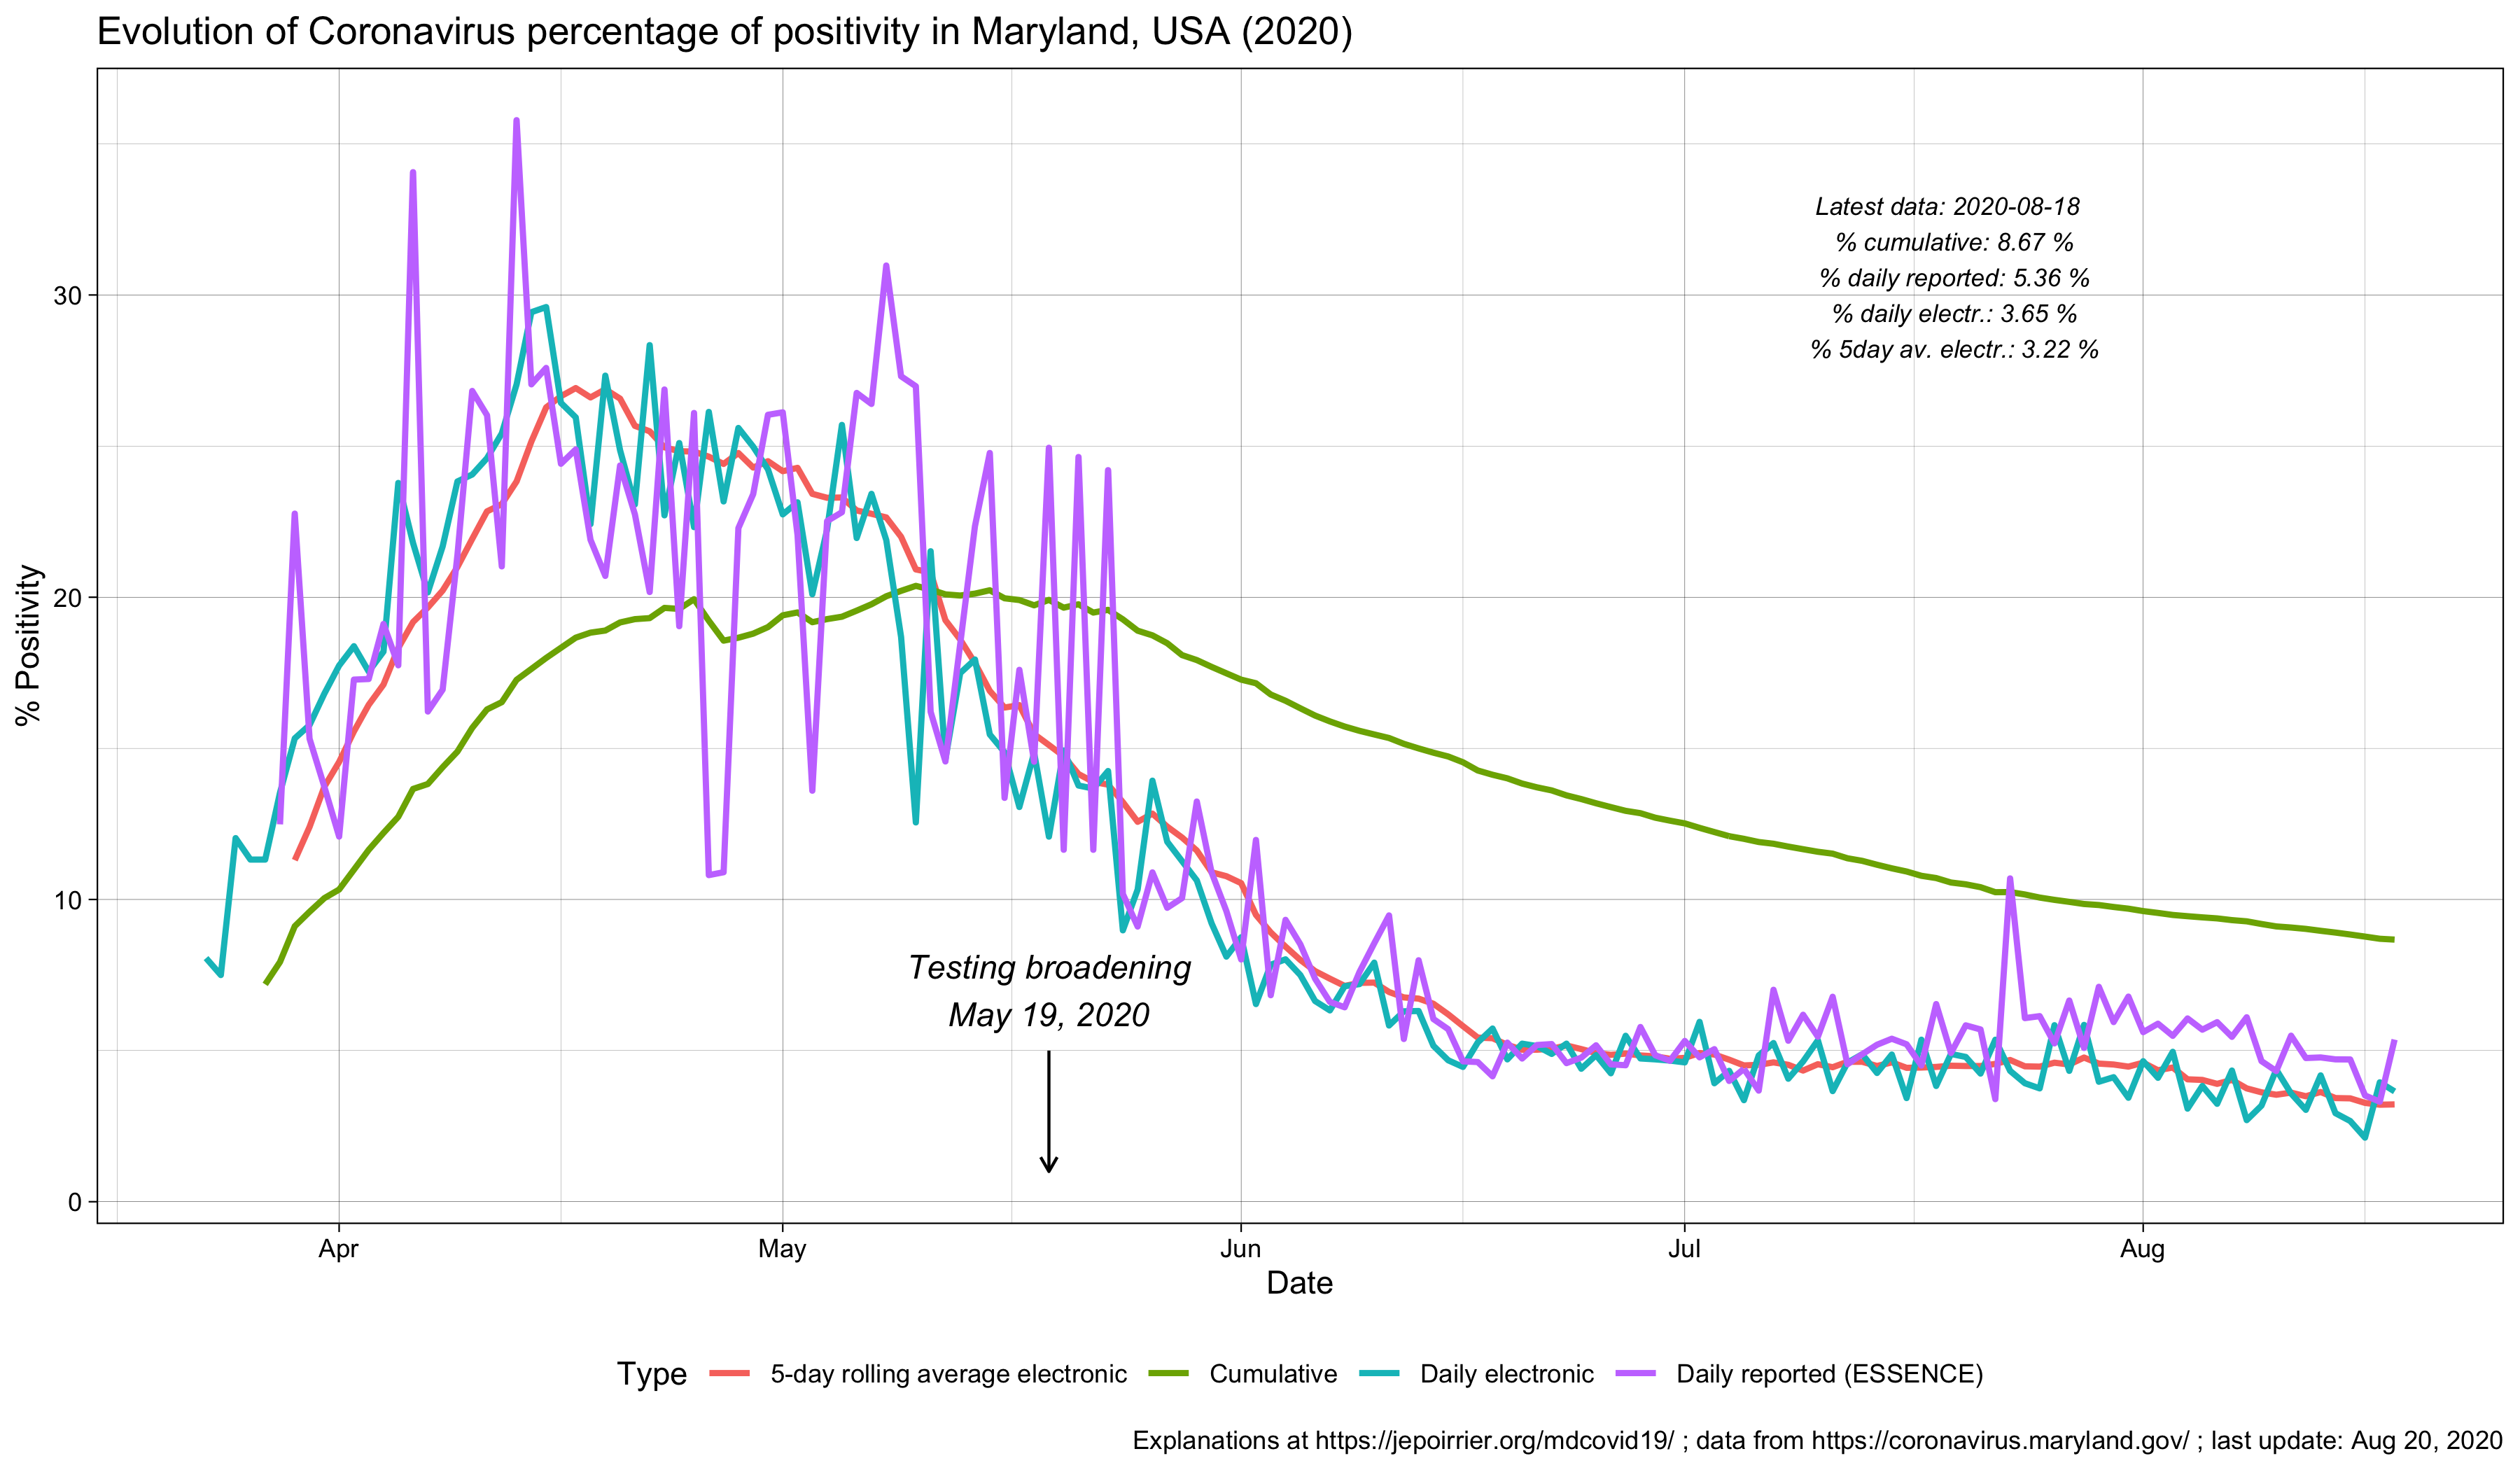 Evolution of Coronavirus percentage of positivity in Maryland, USA (2020)
Latest data: 2020-08-18
% cumulative: 8.67 %
% daily reported: 5.36 %
% daily electr.: 3.65 %
% 5day av. electr.: 3.22 %
30
20
10
0
% Positivity
Testing broadening
May 19, 2020
Apr May Jun Jul Aug
Date
Type 5-day rolling average electronic Cumulative Daily electronic Daily reported (ESSENCE)
Explanations at https://jepoirrier.org/mdcovid19/ ; data from https://coronavirus.maryland.gov/ ; last update: Aug 20, 2020